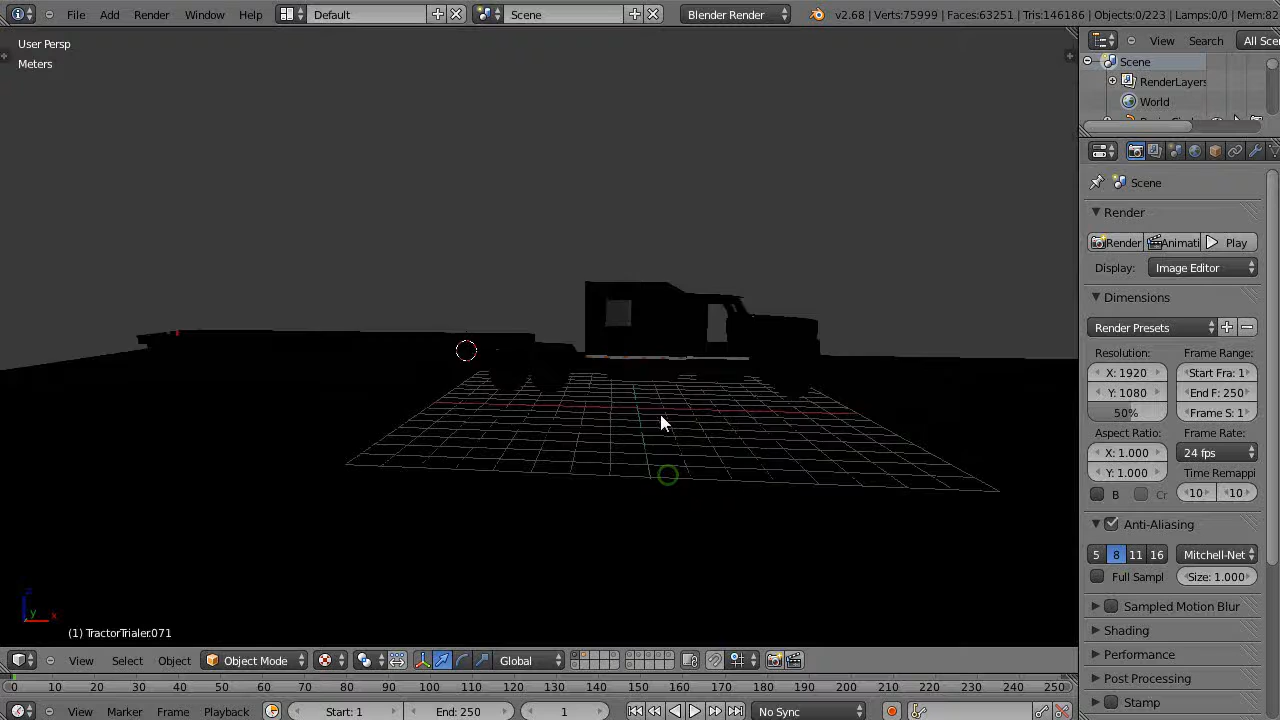 File Add Render Window Help Default Scene Blender Render v2.68 | Verts:75999 | Faces:63251 | Tris:146186 | Objects:0/223 | Lamps:0/0 | Mem:82
User Persp
Meters
View Search All Sce
Scene
RenderLayers
World
Scene
Render
Render Animati Play
Display: Image Editor
Dimensions
Render Presets
Resolution: Frame Range:
X: 1920 Start Fra: 1
Y: 1080 End F: 250
50% Frame S: 1
Aspect Ratio: Frame Rate:
X: 1.000 24 fps
Y: 1.000 Time Remappi
B Cr 10 10
Anti-Aliasing
5 8 11 16 Mitchell-Net
Full Sampl Size: 1.000
Sampled Motion Blur
Shading
Performance
Post Processing
Stamp
z
y x
(1) TractorTrialer.071
View Select Object Object Mode Global
0 10 20 30 40 50 60 70 80 90 100 110 120 130 140 150 160 170 180 190 200 210 220 230 240 250
View Marker Frame Playback Start: 1 End: 250 1 No Sync